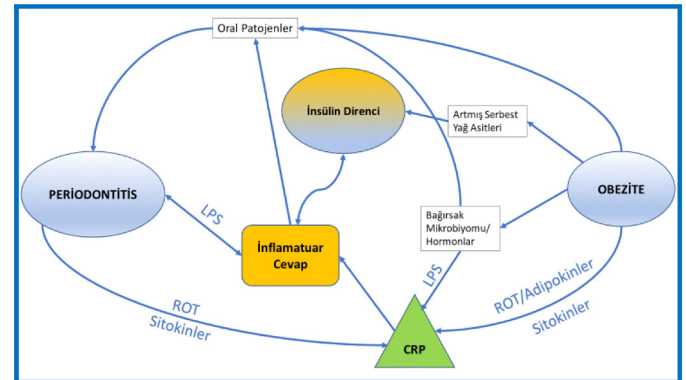 Oral Patojenler
İnsülin Direnci
Artmış Serbest
Yağ Asitleri
PERİODONTİTİS
OBEZİTE
LPS
Bağırsak
Mikrobiyomu/
Hormonlar
İnflamatuar
Cevap
LPS
ROT/Adipokinler
Sitokinler
ROT
Sitokinler
CRP